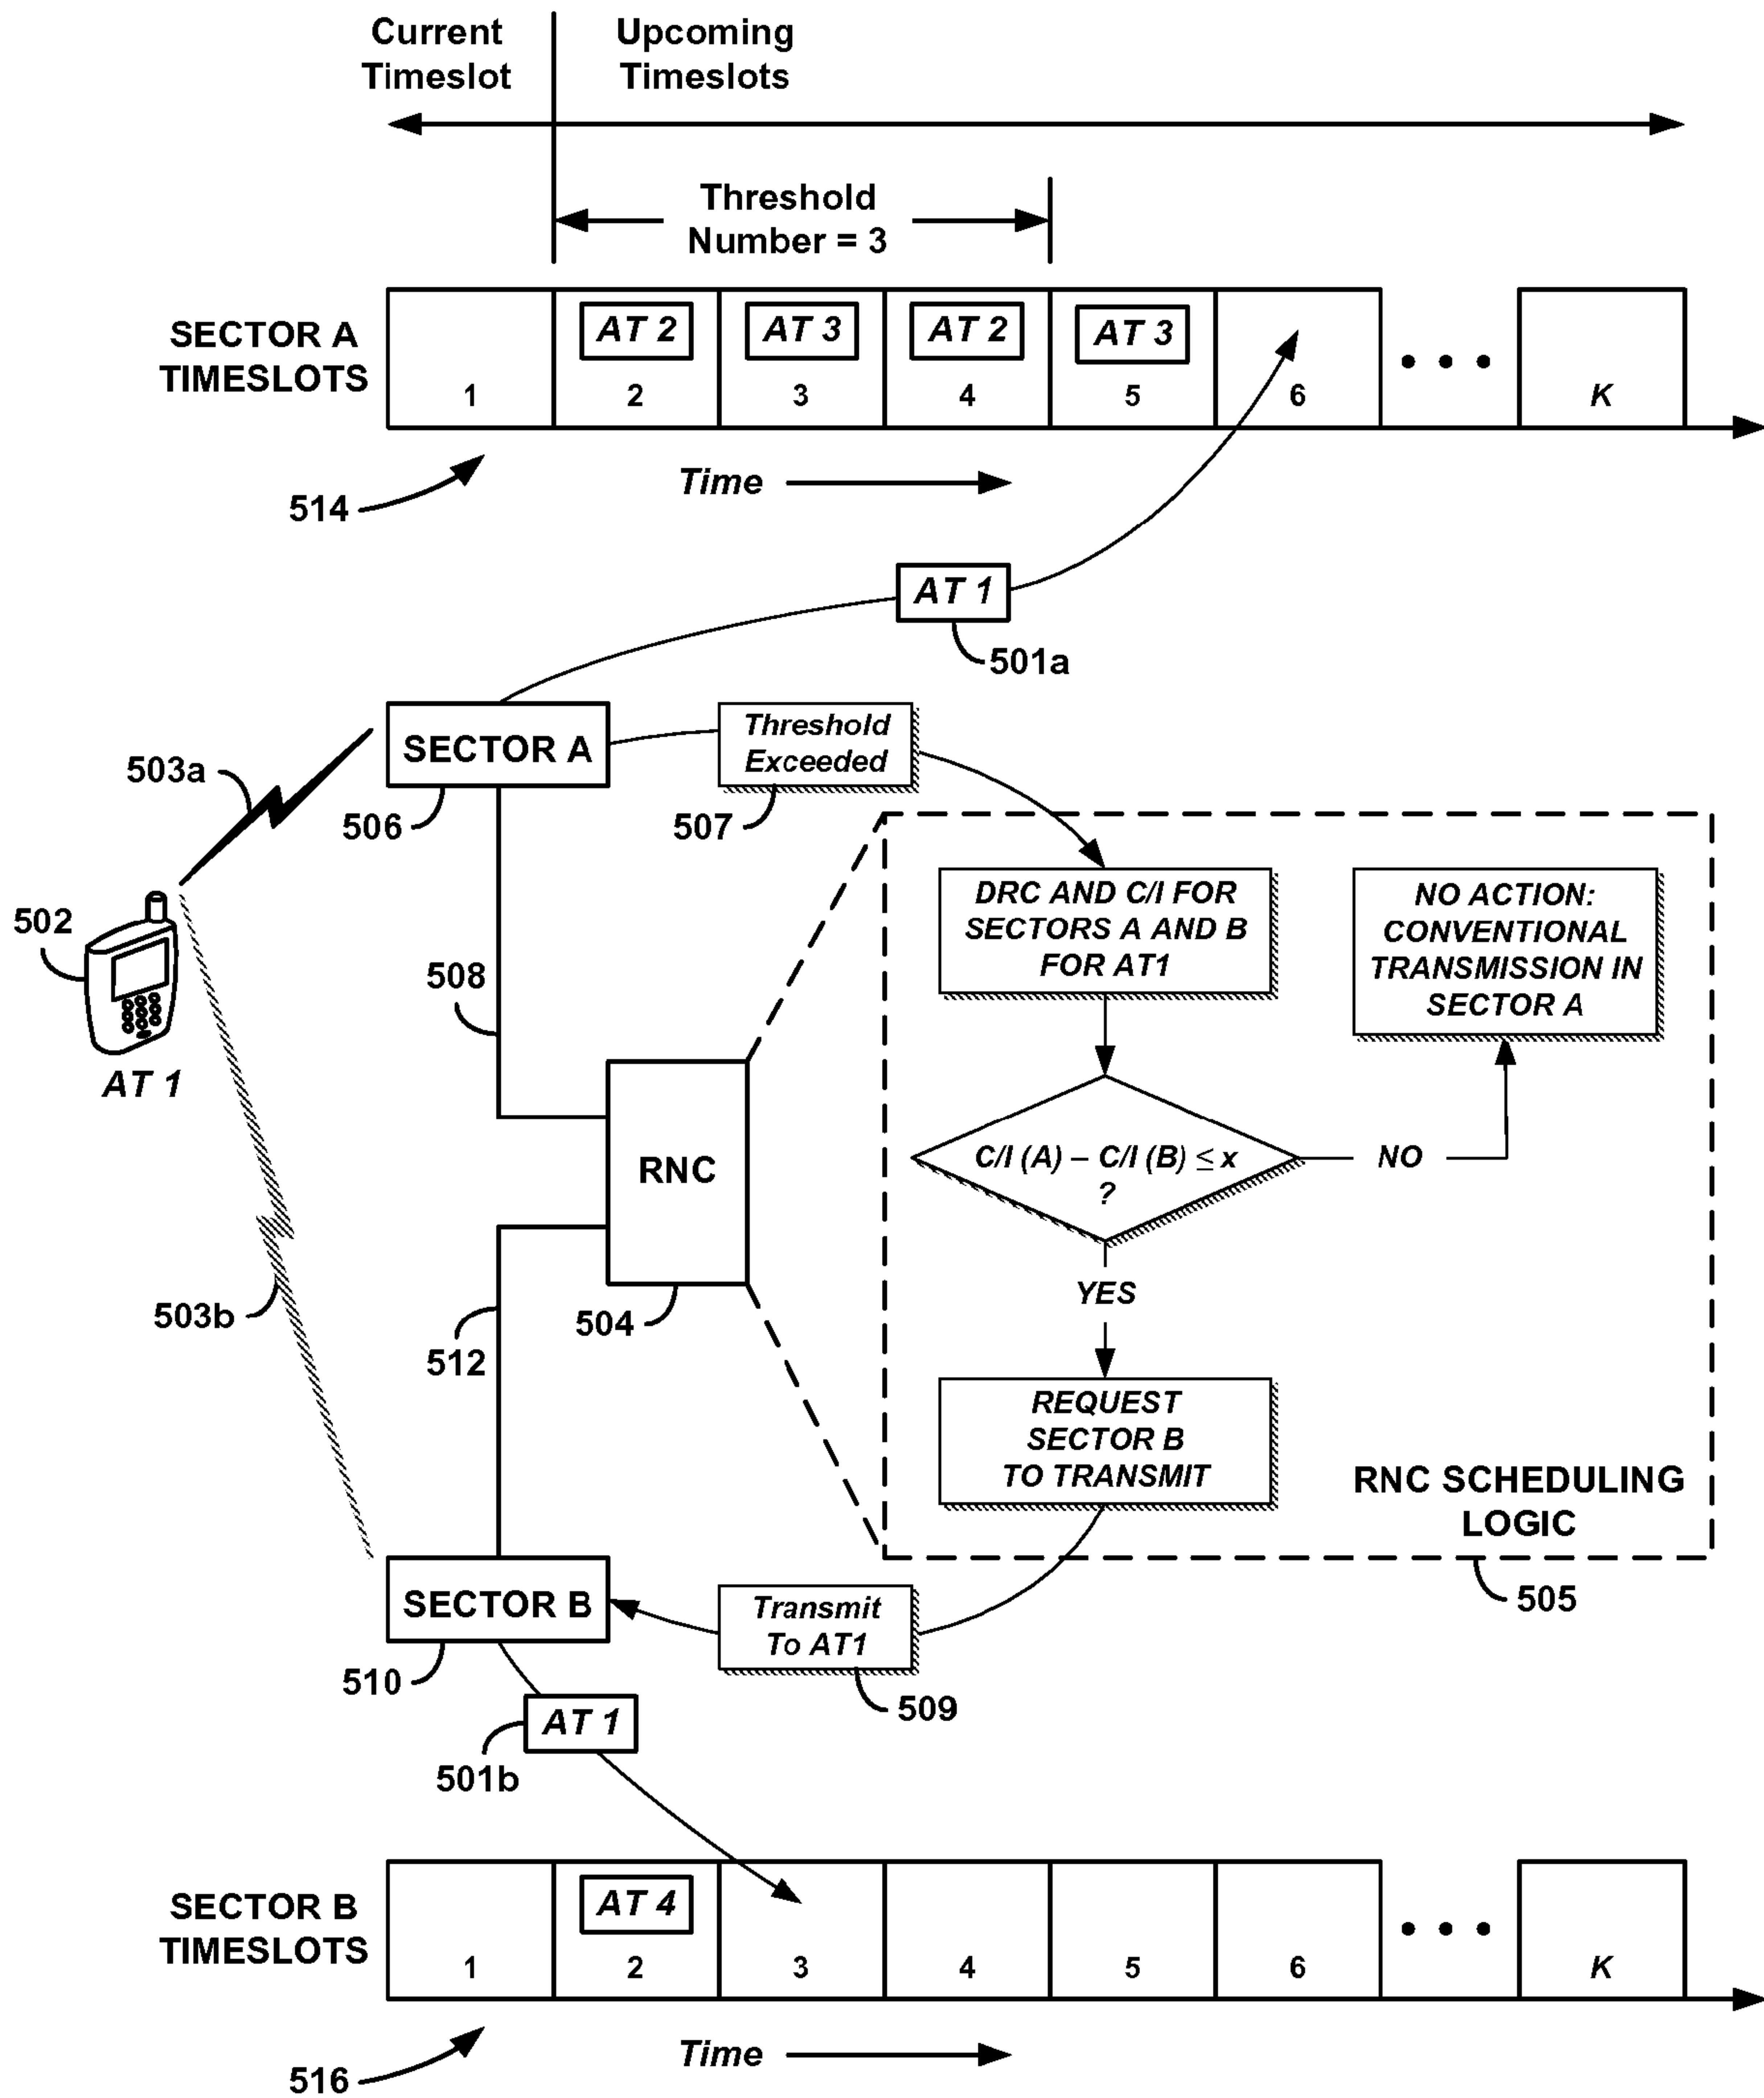 Current
Timeslot
Upcoming
Timeslots
Threshold
Number = 3
SECTOR A
TIMESLOTS
AT 2
AT 3
AT 2
AT 3
1
2
3
4
5
6
K
514
Time
AT 1
501a
SECTOR A
506
Threshold
Exceeded
507
503a
502
AT 1
508
DRC AND C/I FOR
SECTORS A AND B
FOR AT1
NO ACTION:
CONVENTIONAL
TRANSMISSION IN
SECTOR A
C/I (A) – C/I (B) ≤ x
?
NO
YES
RNC
504
503b
512
REQUEST
SECTOR B
TO TRANSMIT
RNC SCHEDULING
LOGIC
505
SECTOR B
510
Transmit
To AT1
509
AT 1
501b
SECTOR B
TIMESLOTS
AT 4
1
2
3
4
5
6
K
516
Time